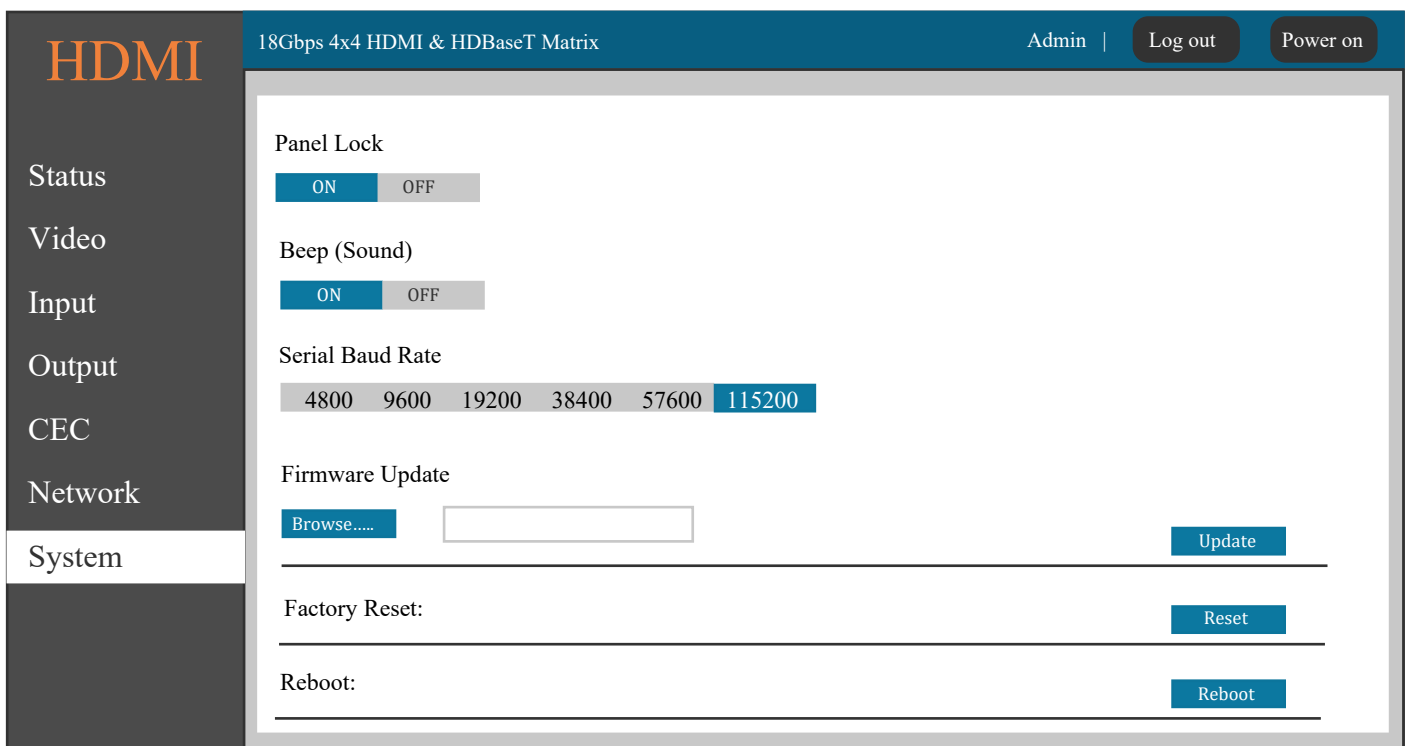 HDMI
18Gbps 4x4 HDMI & HDBaseT Matrix
Admin |
Log out
Power on
Status
Video
Input
Output
CEC
Network
System
Panel Lock
ON OFF
Beep (Sound)
ON OFF
Serial Baud Rate
4800 9600 19200 38400 57600 115200
Firmware Update
Browse.....
Update
Factory Reset:
Reset
Reboot:
Reboot